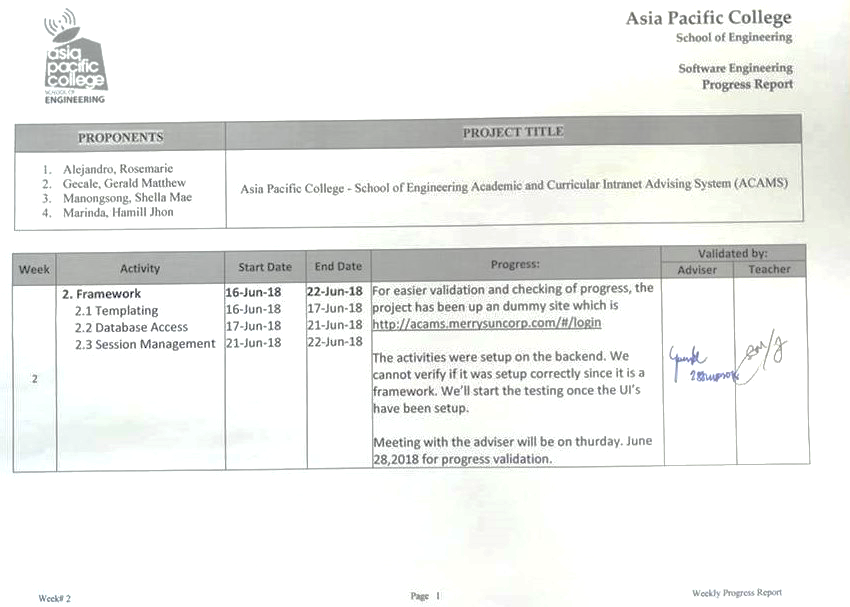 asia
pacific
college
SCHOOL OF
ENGINEERING
Asia Pacific College
School of Engineering
Software Engineering
Progress Report
PROPONENTS
PROJECT TITLE
1. Alejandro, Rosemarie
2. Gecale, Gerald Matthew
3. Manongsong, Shella Mae
4. Marinda, Hamill Jhon
Asia Pacific College - School of Engineering Academic and Curricular Intranet Advising System (ACAMS)
Week
Activity
Start Date
End Date
Progress:
Validated by:
Adviser
Teacher
2
2. Framework 16-Jun-18 22-Jun-18
2.1 Templating 16-Jun-18 17-Jun-18
2.2 Database Access 17-Jun-18 21-Jun-18
2.3 Session Management 21-Jun-18 22-Jun-18
For easier validation and checking of progress, the
project has been up an dummy site which is
http://acams.merrysuncorp.com/#/login
The activities were setup on the backend. We
cannot verify if it was setup correctly since it is a
framework. We'll start the testing once the UI's
have been setup.
Meeting with the adviser will be on thurday. June
28,2018 for progress validation.
Week# 2
Page 1
Weekly Progress Report